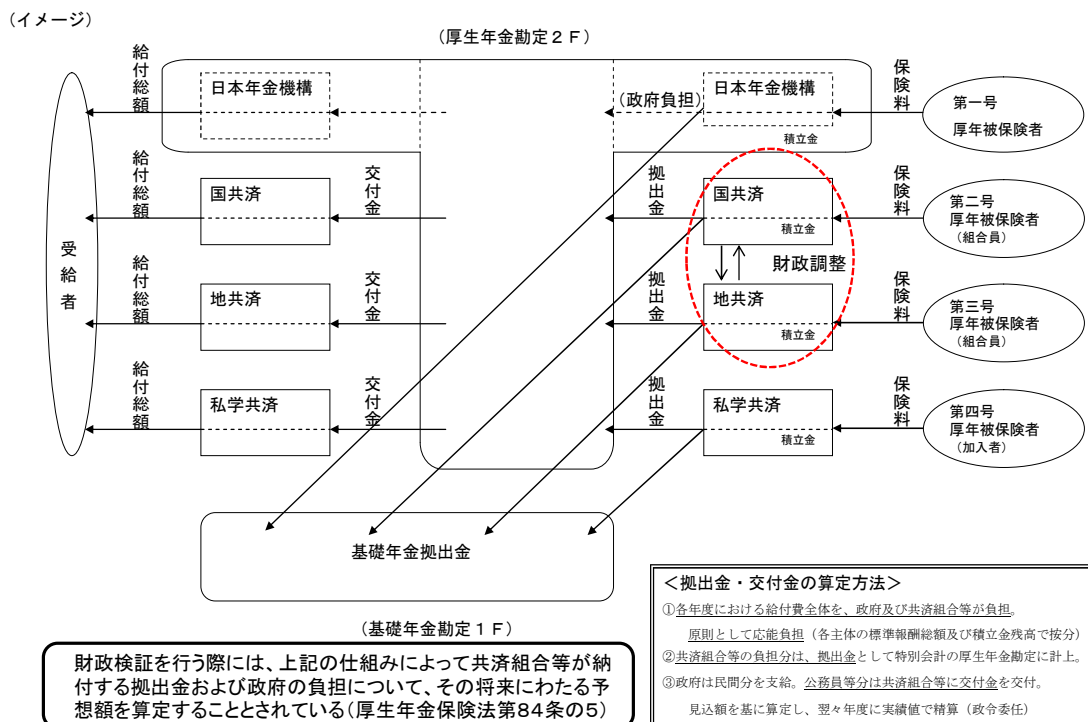 (イメージ)
(厚生年金勘定2F)
給付総額
日本年金機構
(政府負担)
日本年金機構
積立金
保険料
第一号
厚年被保険者
給付総額
国共済
交付金
拠出金
国共済
積立金
保険料
第二号
厚年被保険者
(組合員)
受給者
財政調整
給付総額
地共済
交付金
拠出金
地共済
積立金
保険料
第三号
厚年被保険者
(組合員)
給付総額
私学共済
交付金
拠出金
私学共済
積立金
保険料
第四号
厚年被保険者
(加入者)
基礎年金拠出金
(基礎年金勘定1F)
財政検証を行う際には、上記の仕組みによって共済組合等が納
付する拠出金および政府の負担について、その将来にわたる予
想額を算定することとされている(厚生年金保険法第84条の5)
<拠出金・交付金の算定方法>
①各年度における給付費全体を、政府及び共済組合等が負担。
原則として応能負担(各主体の標準報酬総額及び積立金残高で按分)
②共済組合等の負担分は、拠出金として特別会計の厚生年金勘定に計上。
③政府は民間分を支給。公務員等分は共済組合等に交付金を交付。
見込額を基に算定し、翌々年度に実績値で精算(政令委任)